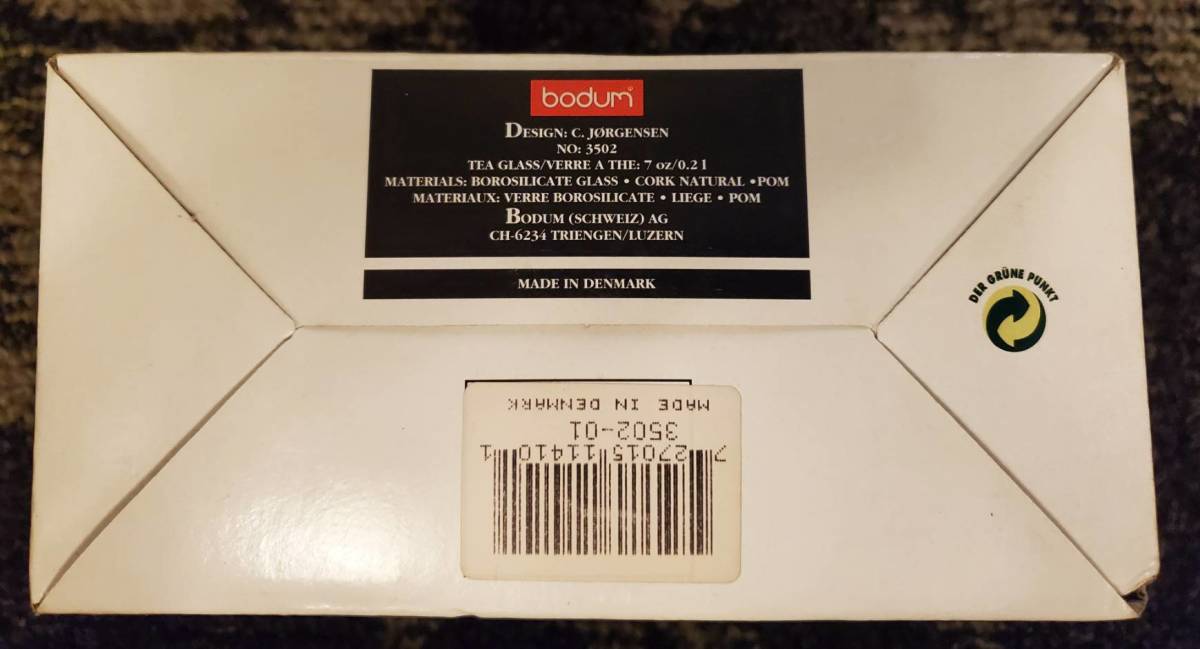 bodum
DESIGN: C. JØRGENSEN
NO: 3502
TEA GLASS/VERRE A THE: 7 oz/0.2 l
MATERIALS: BOROSILICATE GLASS • CORK NATURAL •POM
MATERIAUX: VERRE BOROSILICATE • LIEGE • POM
BODUM (SCHWEIZ) AG
CH-6234 TRIENGEN/LUZERN
MADE IN DENMARK
DER GRÜNE PUNKT
7 27015 11410 1
3502-01
MADE IN DENMARK